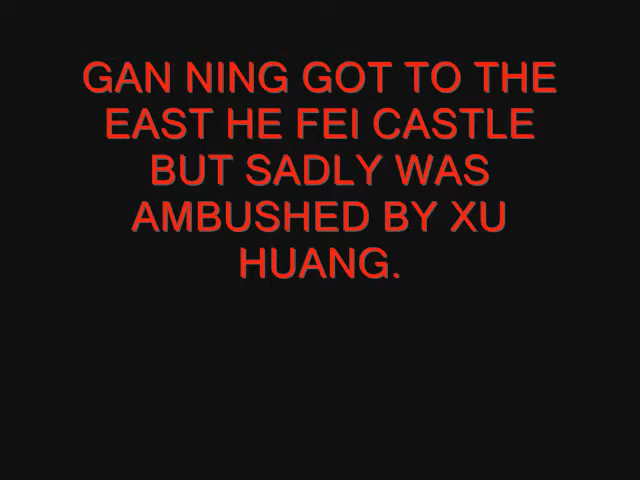 GAN NING GOT TO THE
EAST HE FEI CASTLE
BUT SADLY WAS
AMBUSHED BY XU
HUANG.